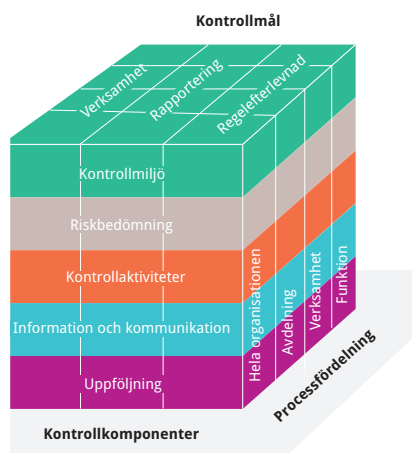 Kontrollmål
Verksamhet
Rapportering
Regelefterlevnad
Kontrollmiljö
Riskbedömning
Kontrollaktiviteter
Information och kommunikation
Uppföljning
Hela organisationen
Avdelning
Verksamhet
Funktion
Processfördelning
Kontrollkomponenter